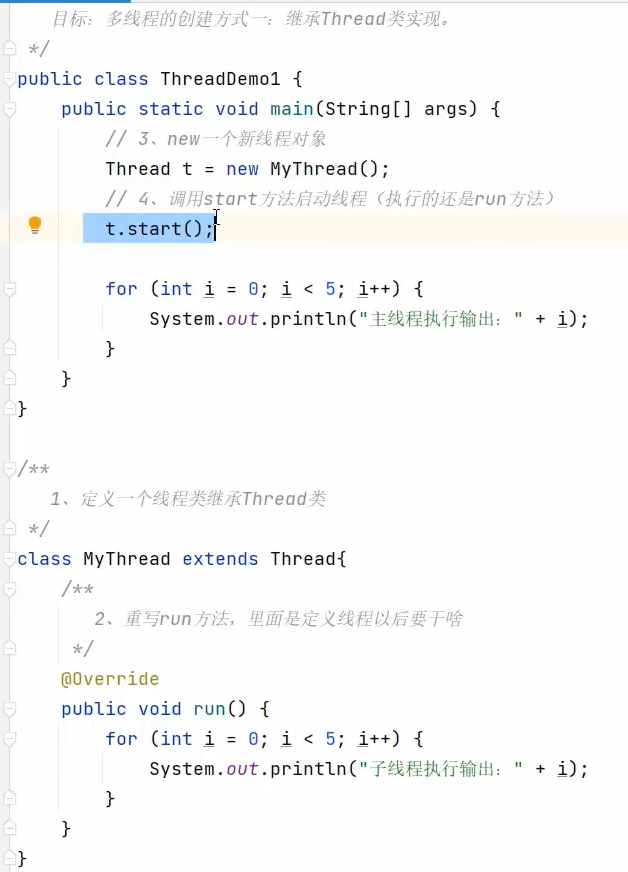 目标：多线程的创建方式一：继承Thread类实现。
*/
public class ThreadDemo1 {
public static void main(String[] args) {
// 3、new一个新线程对象
Thread t = new MyThread();
// 4、调用start方法启动线程（执行的还是run方法）
t.start();
for (int i = 0; i < 5; i++) {
System.out.println("主线程执行输出：" + i);
}
}
}
/**
1、定义一个线程类继承Thread类
*/
class MyThread extends Thread{
/**
2、重写run方法，里面是定义线程以后要干啥
*/
@Override
public void run() {
for (int i = 0; i < 5; i++) {
System.out.println("子线程执行输出：" + i);
}
}
}